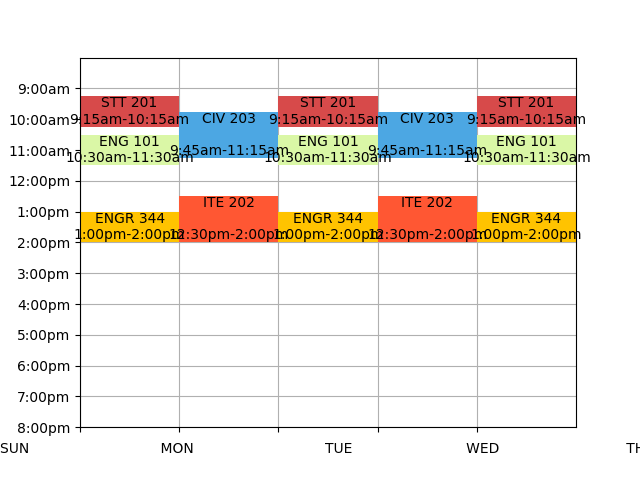 9:00am
10:00am
11:00am
12:00pm
1:00pm
2:00pm
3:00pm
4:00pm
5:00pm
6:00pm
7:00pm
8:00pm
STT 201
9:15am-10:15am
ENG 101
10:30am-11:30am
ENGR 344
1:00pm-2:00pm
CIV 203
9:45am-11:15am
ITE 202
12:30pm-2:00pm
STT 201
9:15am-10:15am
ENG 101
10:30am-11:30am
ENGR 344
1:00pm-2:00pm
CIV 203
9:45am-11:15am
ITE 202
12:30pm-2:00pm
STT 201
9:15am-10:15am
ENG 101
10:30am-11:30am
ENGR 344
1:00pm-2:00pm
SUN
MON
TUE
WED